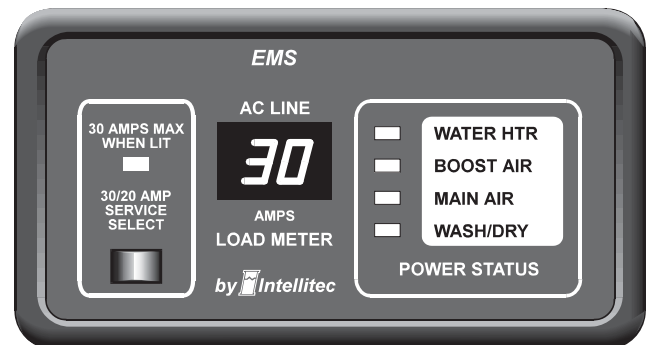 EMS
30 AMPS MAX
WHEN LIT
30/20 AMP
SERVICE
SELECT
AC LINE
30
AMPS
LOAD METER
by Intellitec
WATER HTR
BOOST AIR
MAIN AIR
WASH/DRY
POWER STATUS